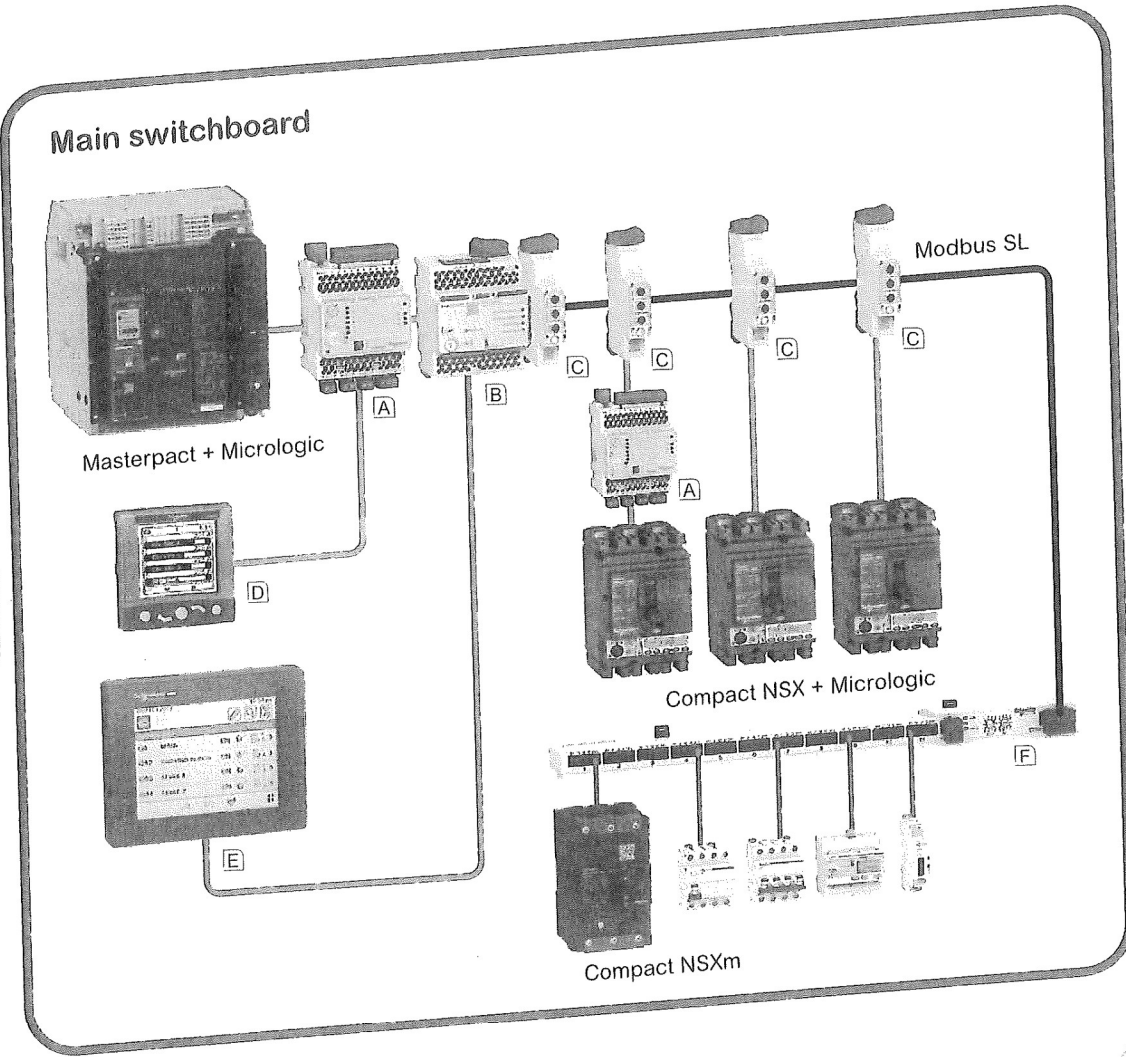 Main switchboard
Modbus SL
A
B
C
C
C
C
Masterpact + Micrologic
A
D
Compact NSX + Micrologic
F
E
Compact NSXm